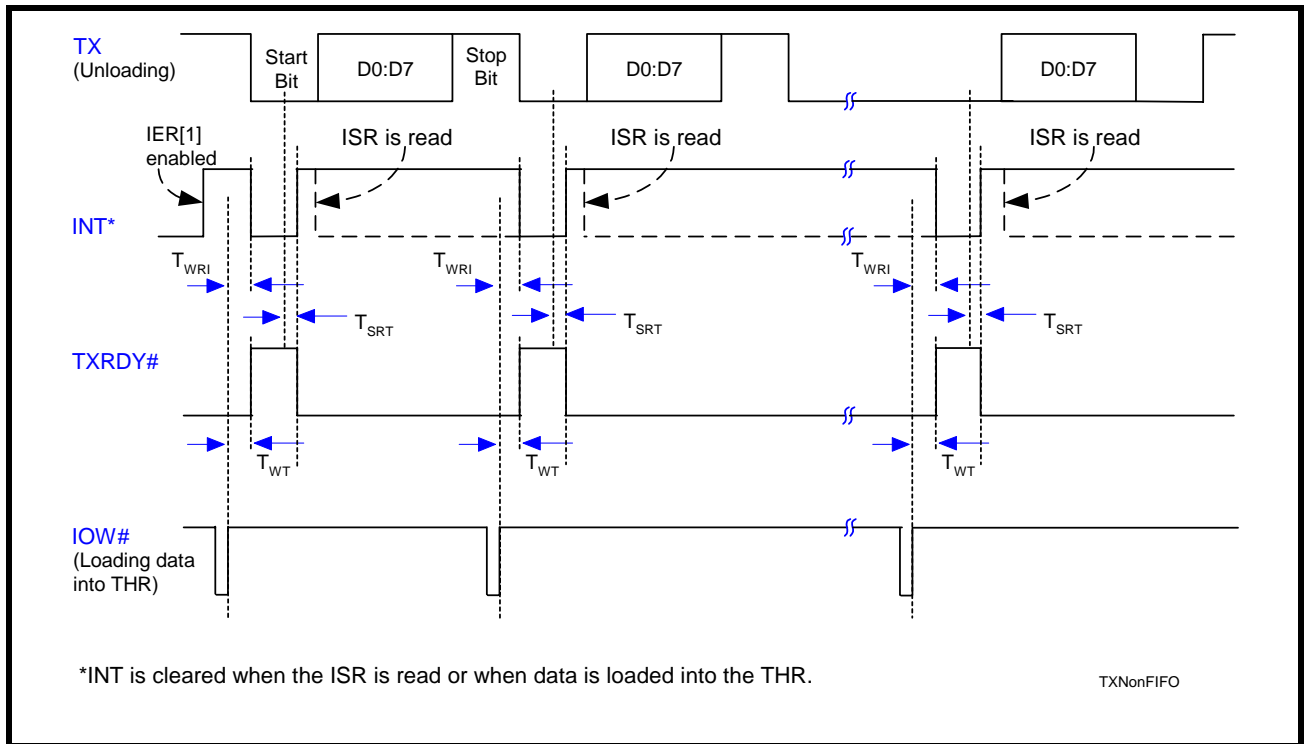 TX
(Unloading)
Start
Bit
D0:D7
Stop
Bit
D0:D7
D0:D7
IER[1]
enabled
ISR is read
ISR is read
ISR is read
INT*
TWRI
TWRI
TWRI
TSRT
TSRT
TSRT
TXRDY#
TWT
TWT
TWT
IOW#
(Loading data
into THR)
*INT is cleared when the ISR is read or when data is loaded into the THR.
TXNonFIFO